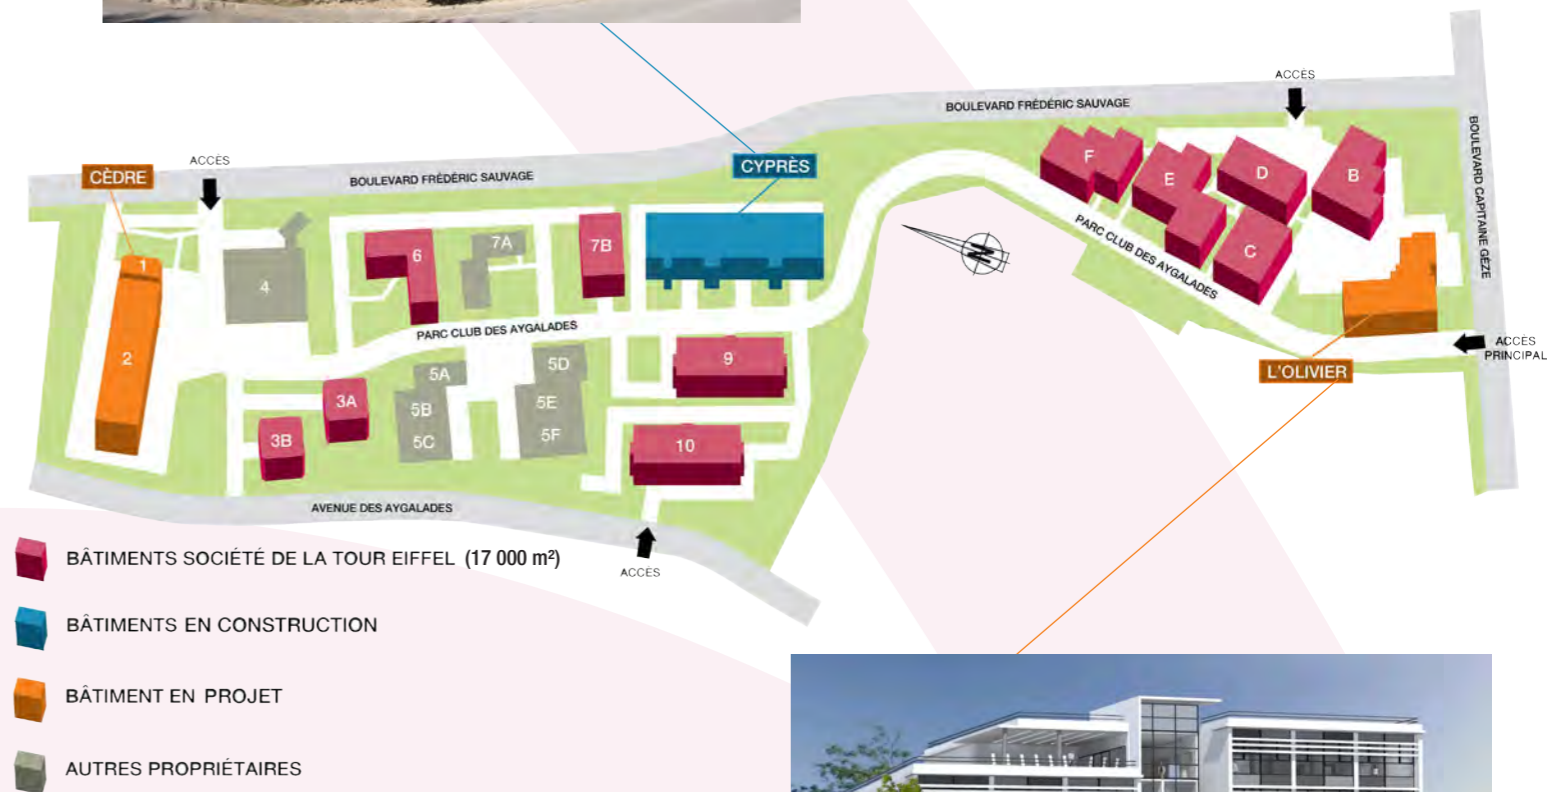 ACCÈS
BOULEVARD FRÉDÉRIC SAUVAGE
BOULEVARD CAPITAINE GÈZE
CÈDRE
ACCÈS
BOULEVARD FRÉDÉRIC SAUVAGE
CYPRÈS
F
E
D
B
C
1
2
4
6
7A
7B
N
PARC CLUB DES AYGALADES
PARC CLUB DES AYGALADES
ACCÈS
PRINCIPAL
L'OLIVIER
3A
3B
5A
5B
5C
5D
5E
5F
9
10
AVENUE DES AYGALADES
ACCÈS
BÂTIMENTS SOCIÉTÉ DE LA TOUR EIFFEL (17 000 m²)
BÂTIMENTS EN CONSTRUCTION
BÂTIMENT EN PROJET
AUTRES PROPRIÉTAIRES